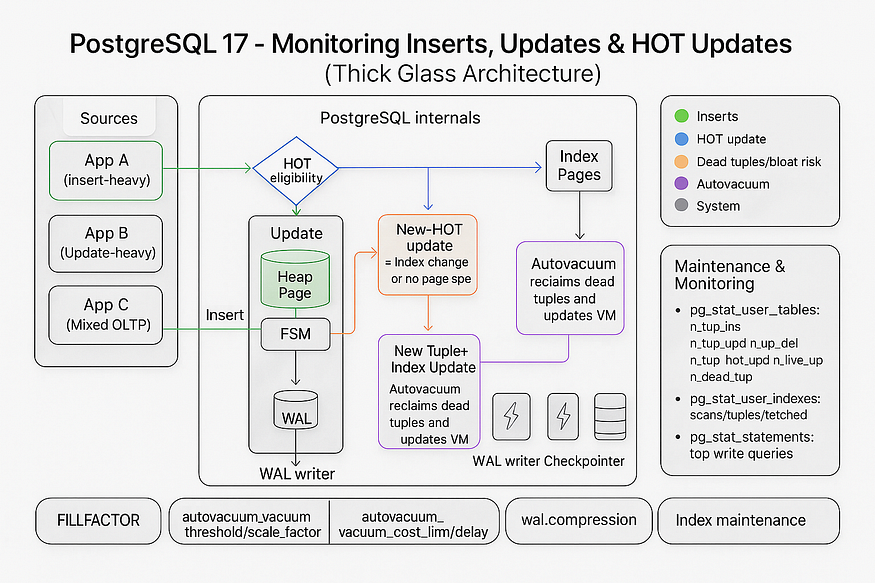 PostgreSQL 17 - Monitoring Inserts, Updates & HOT Updates
(Thick Glass Architecture)
Sources
App A
(insert-heavy)
App B
(Update-heavy)
App C
(Mixed OLTP)
Insert
PostgreSQL internals
HOT
eligibility
Update
Heap
Page
FSM
WAL
WAL writer
New-HOT
update
= Index change
or no page spe
New Tuple+
Index Update
Autovacuum
reclaims dead
tuples and
updates VM
Index
Pages
Autovacuum
reclaims dead
tuples and
updates VM
WAL writer Checkpointer
Inserts
HOT update
Dead tuples/bloat risk
Autovacuum
System
Maintenance &
Monitoring
• pg_stat_user_tables:
n_tup_ins
n_tup_upd n_up_del
n_tup hot_upd n_live_up
n_dead_tup
• pg_stat_user_indexes:
scans/tuples/tetched
• pg_stat_statements:
top write queries
FILLFACTOR
autovacuum_vacuum
threshold/scale_factor
autovacuum_
vacuum_cost_lim/delay
wal.compression
Index maintenance